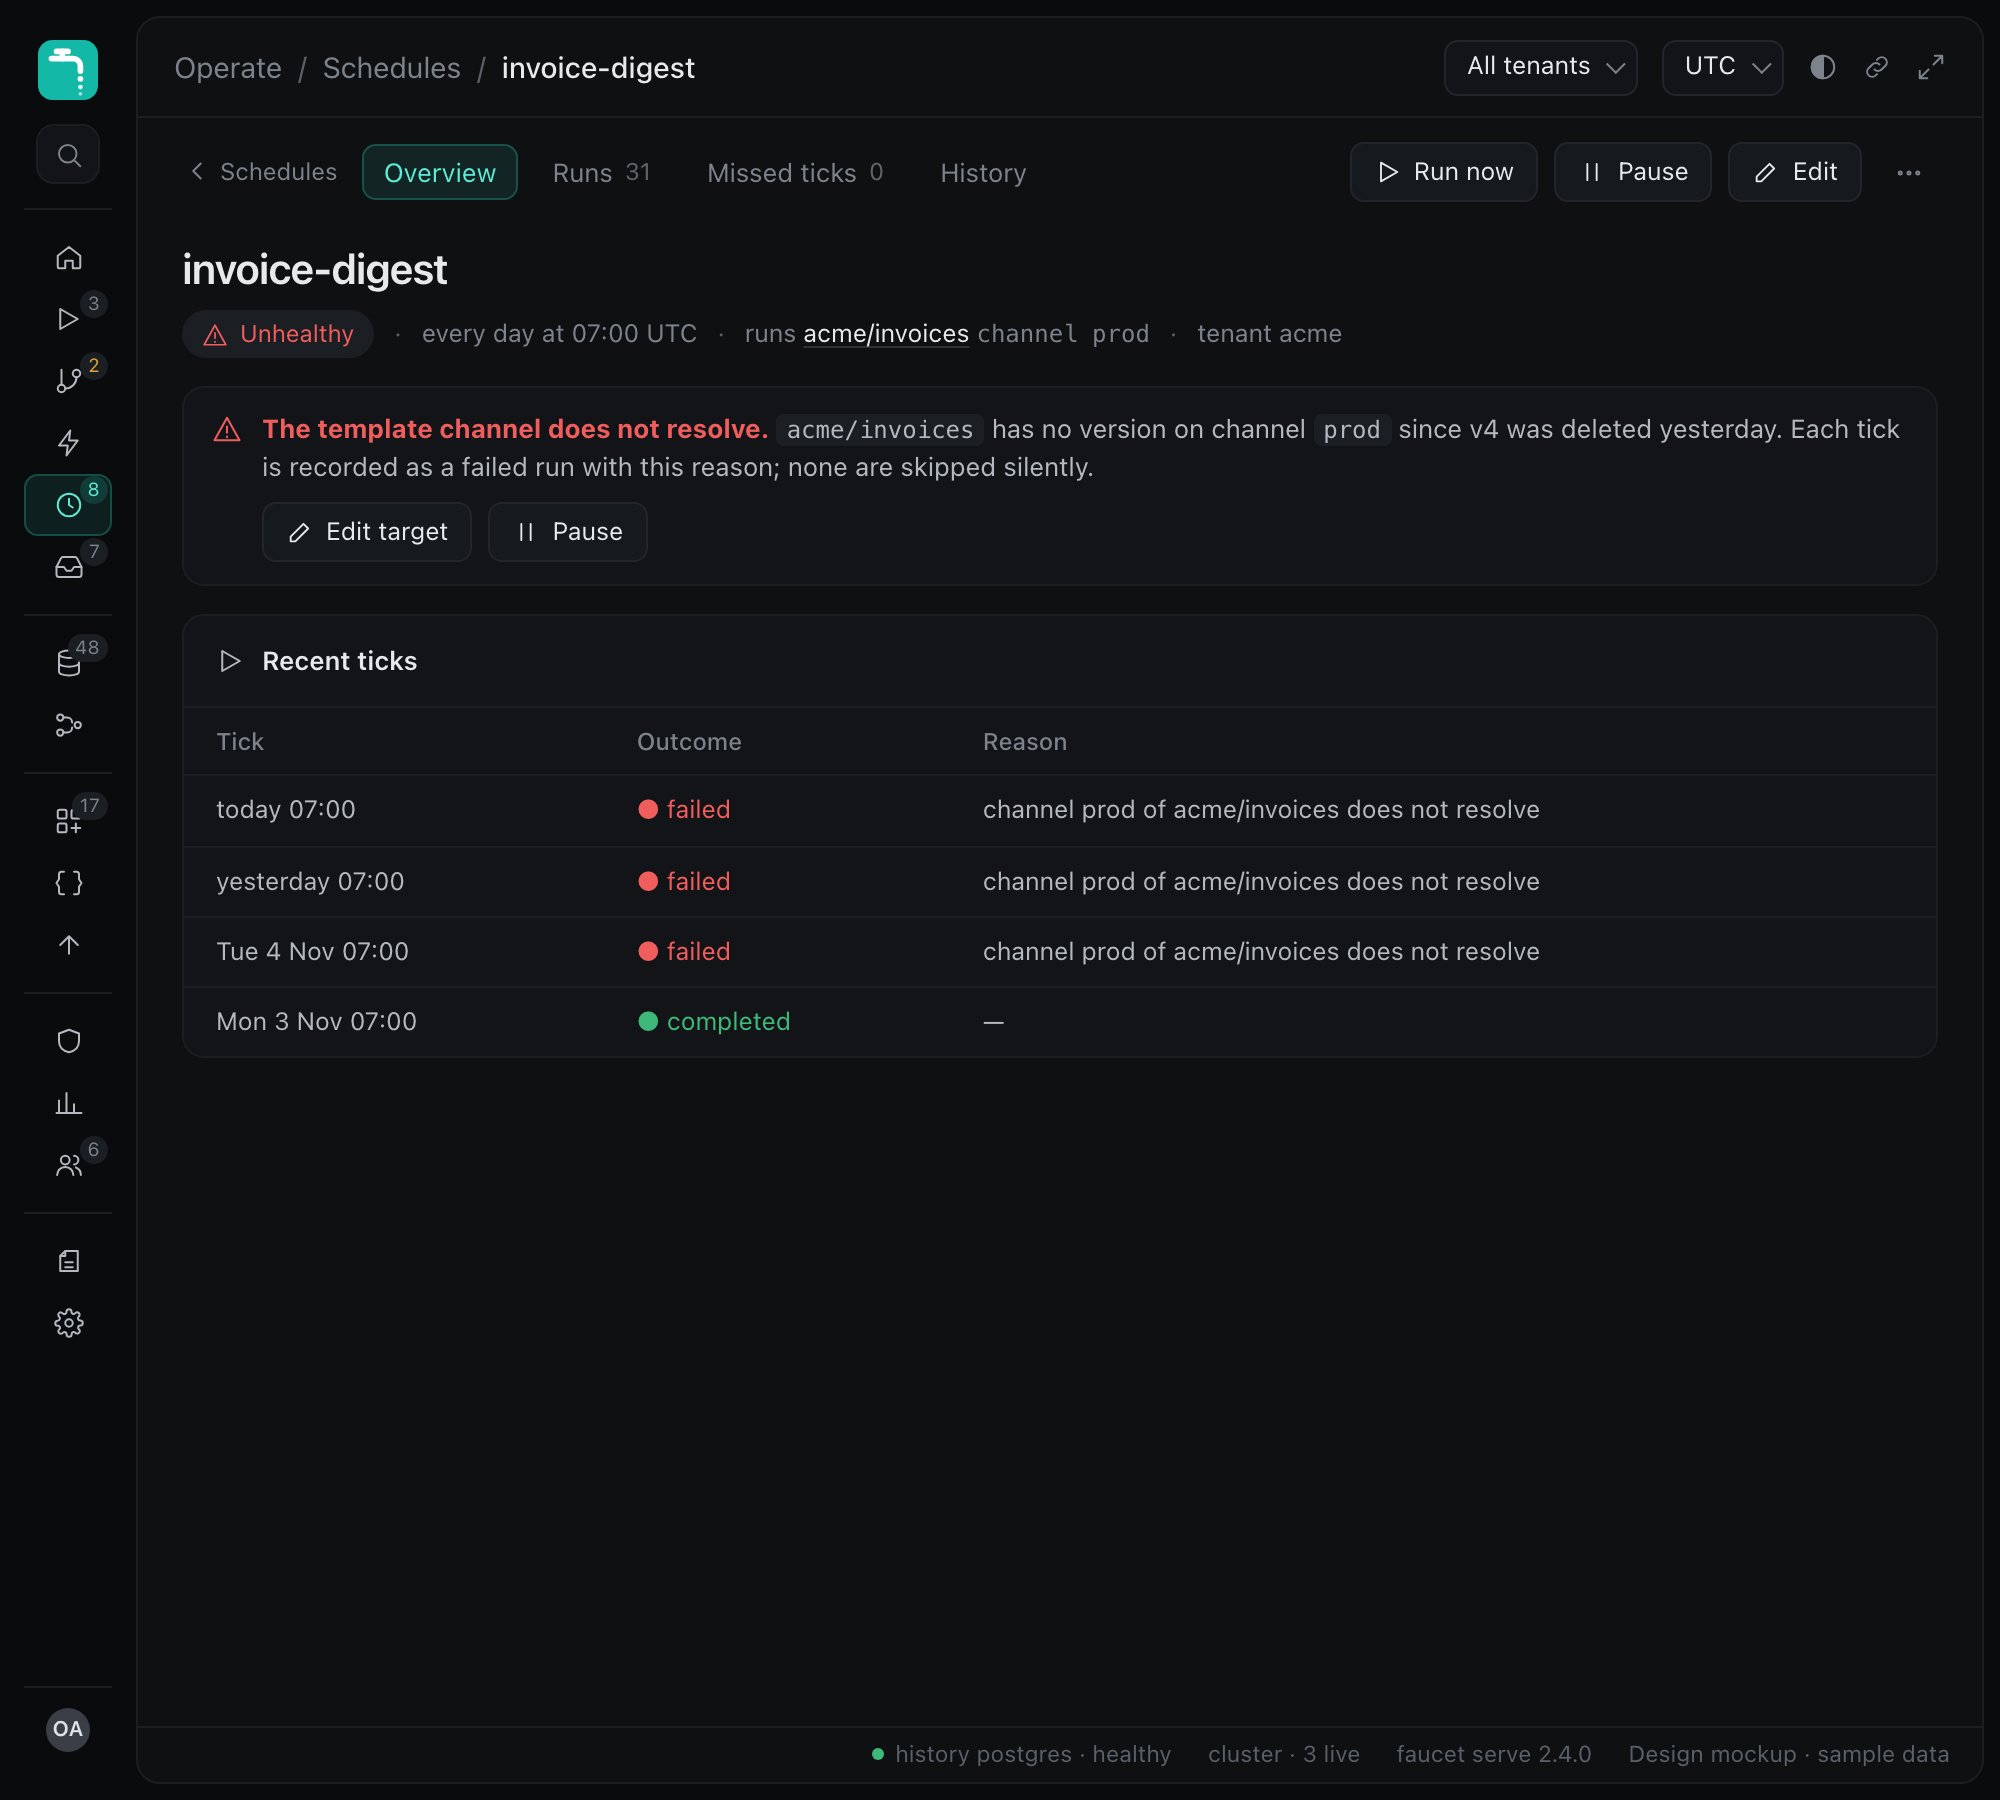 Operate / Schedules / invoice-digest
All tenants
UTC
Schedules
Overview
Runs 31
Missed ticks 0
History
Run now
Pause
Edit
invoice-digest
Unhealthy · every day at 07:00 UTC · runs acme/invoices channel prod · tenant acme
The template channel does not resolve. acme/invoices has no version on channel prod since v4 was deleted yesterday. Each tick
is recorded as a failed run with this reason; none are skipped silently.
Edit target
Pause
Recent ticks
Tick Outcome Reason
today 07:00 failed channel prod of acme/invoices does not resolve
yesterday 07:00 failed channel prod of acme/invoices does not resolve
Tue 4 Nov 07:00 failed channel prod of acme/invoices does not resolve
Mon 3 Nov 07:00 completed —
3
2
8
7
48
17
6
OA
history postgres · healthy
cluster · 3 live
faucet serve 2.4.0
Design mockup · sample data